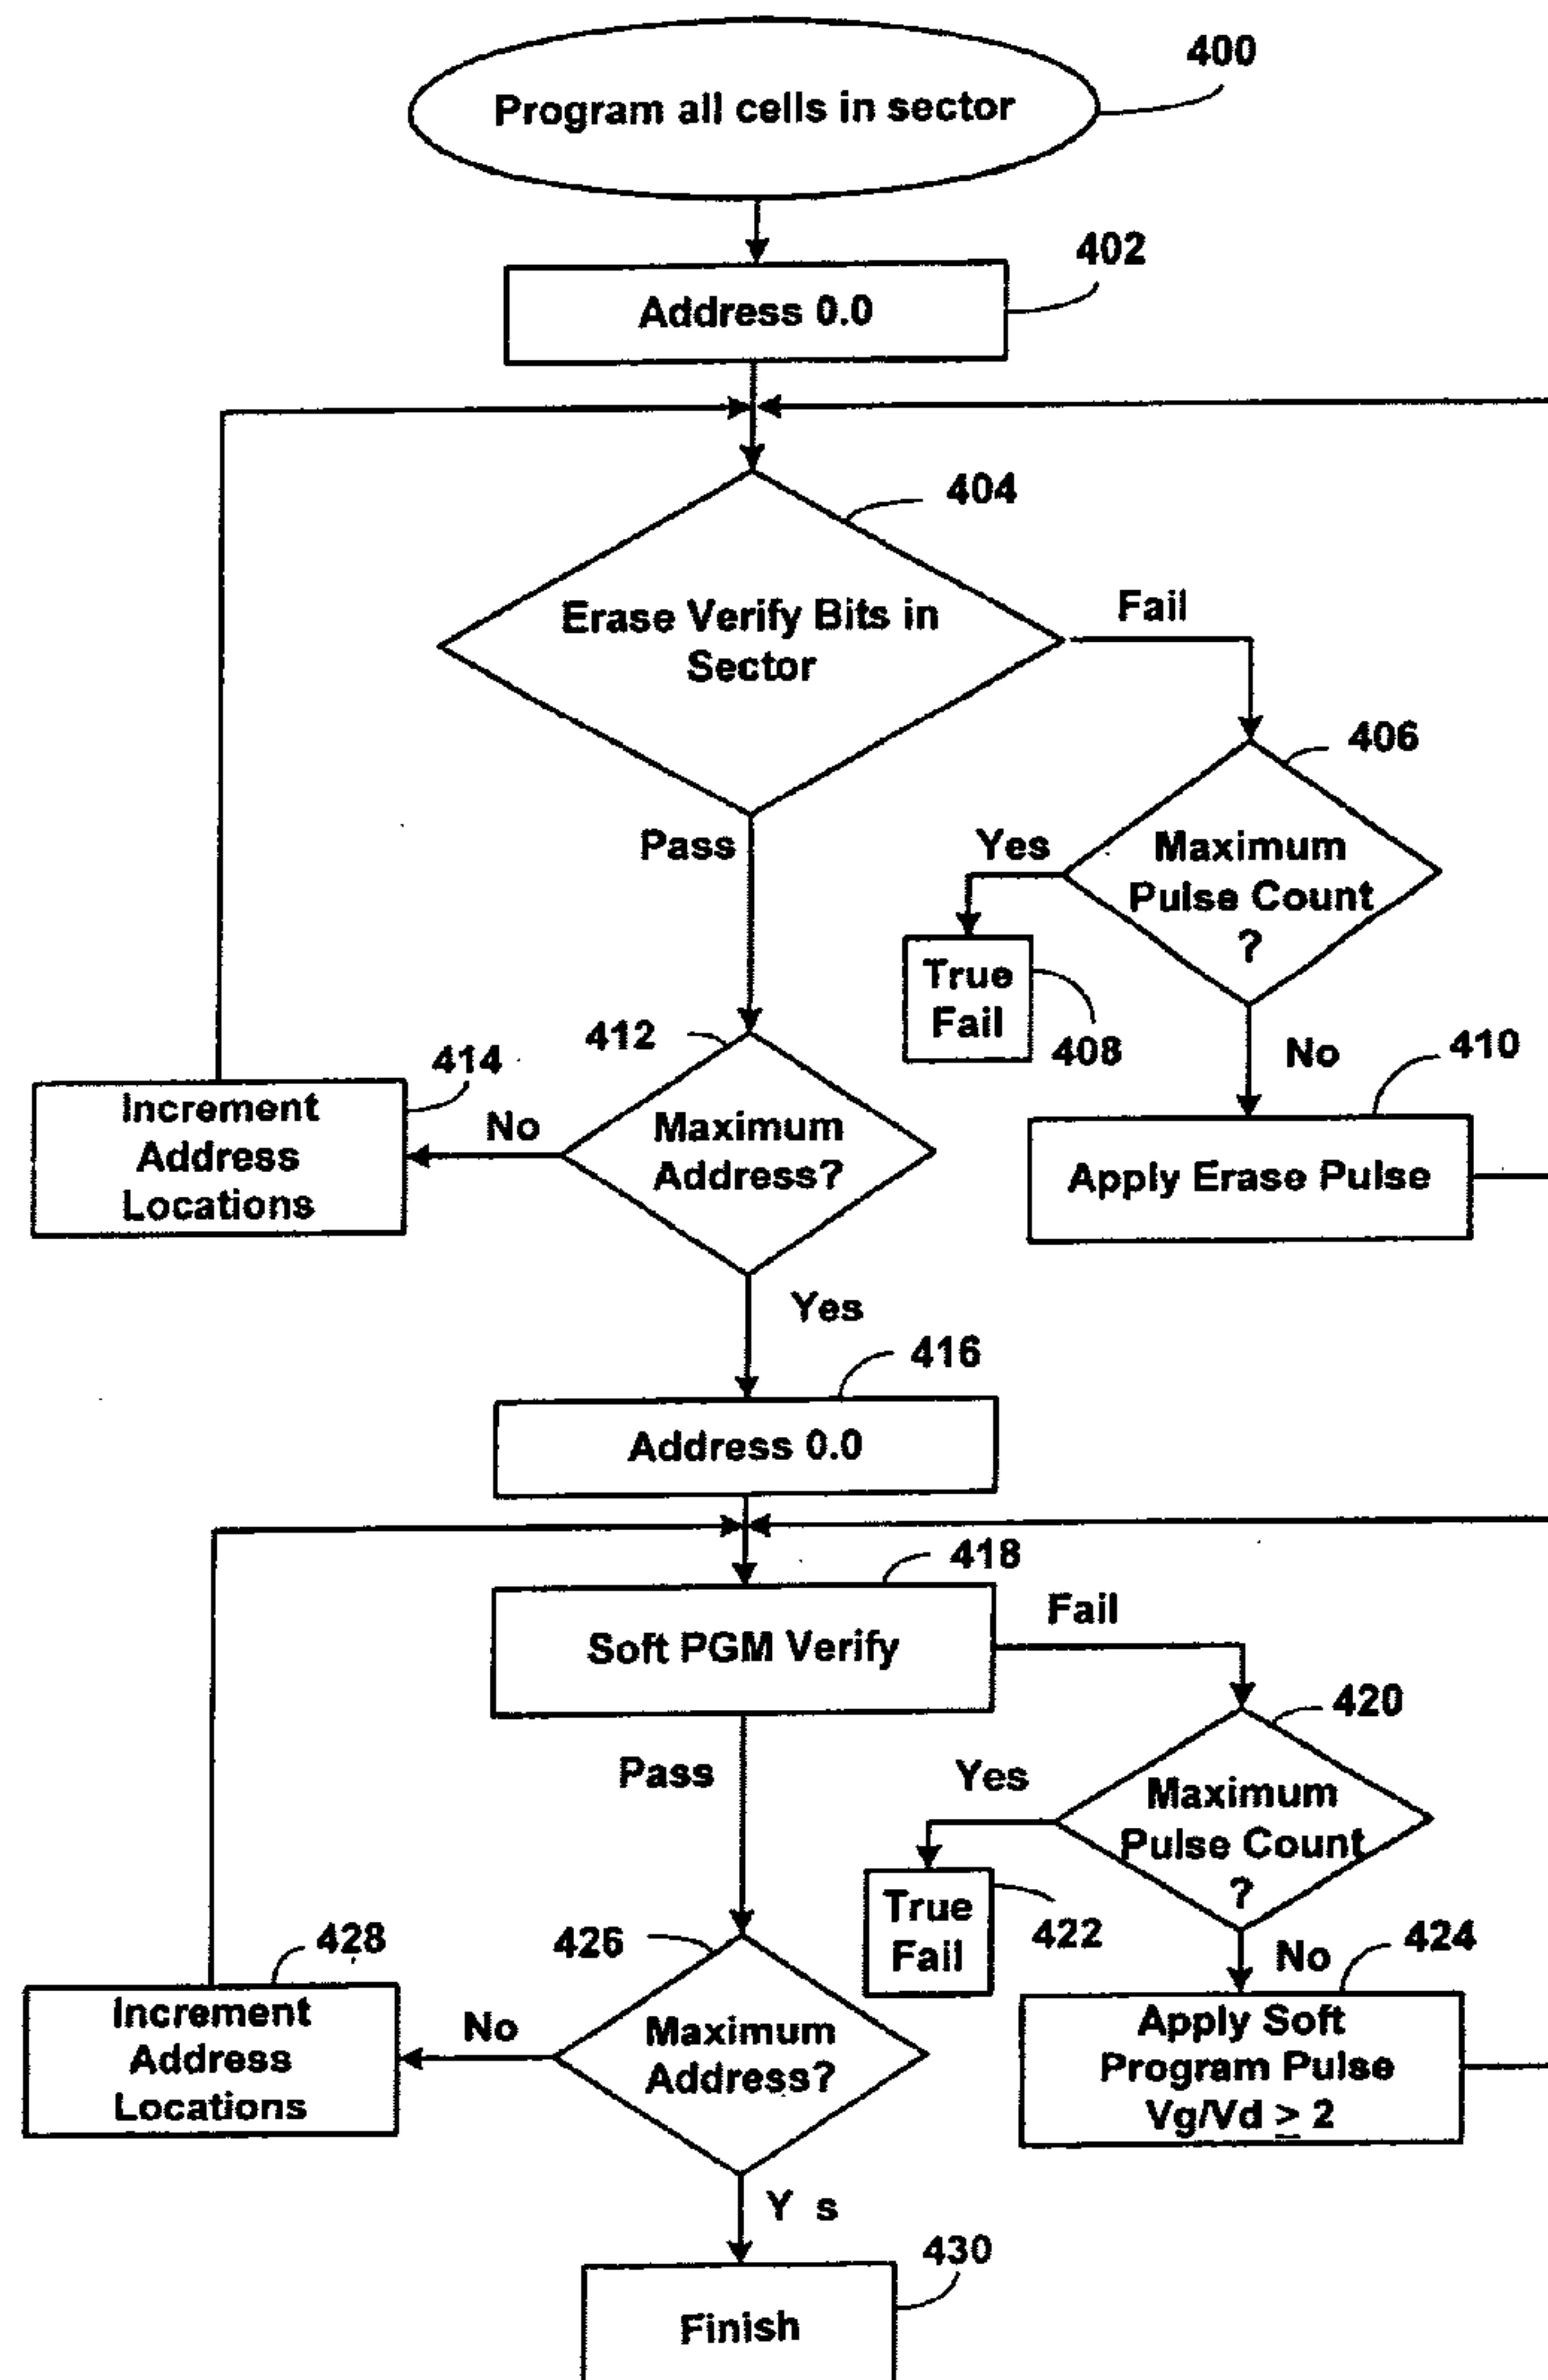 400
Program all cells in sector
402
Address 0.0
404
Erase Verify Bits in
Sector
Fail
406
Maximum
Pulse Count
?
Yes
True
Fail
408
No
410
Apply Erase Pulse
Pass
412
Maximum
Address?
No
414
Increment
Address
Locations
Yes
416
Address 0.0
418
Soft PGM Verify
Fail
420
Maximum
Pulse Count
?
Yes
True
Fail
422
No
424
Apply Soft
Program Pulse
Vg/Vd ≥ 2
Pass
426
Maximum
Address?
No
428
Increment
Address
Locations
Y s
430
Finish